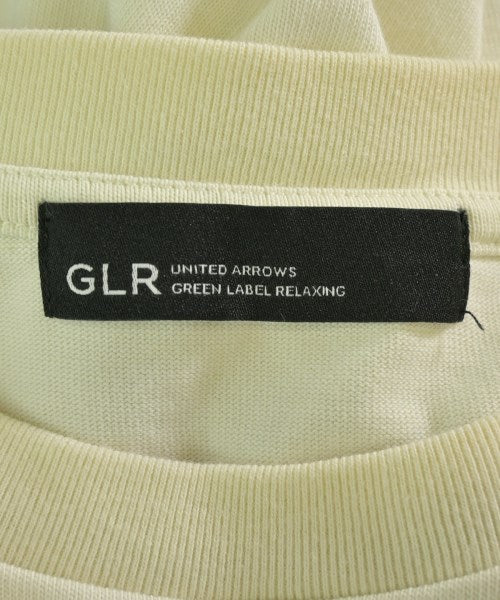 GLR
UNITED ARROWS
GREEN LABEL RELAXING